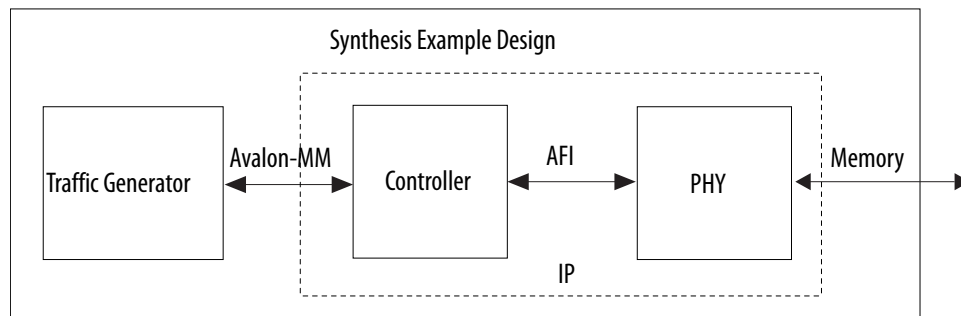 Synthesis Example Design
Traffic Generator
Avalon-MM
Controller
AFI
PHY
Memory
IP